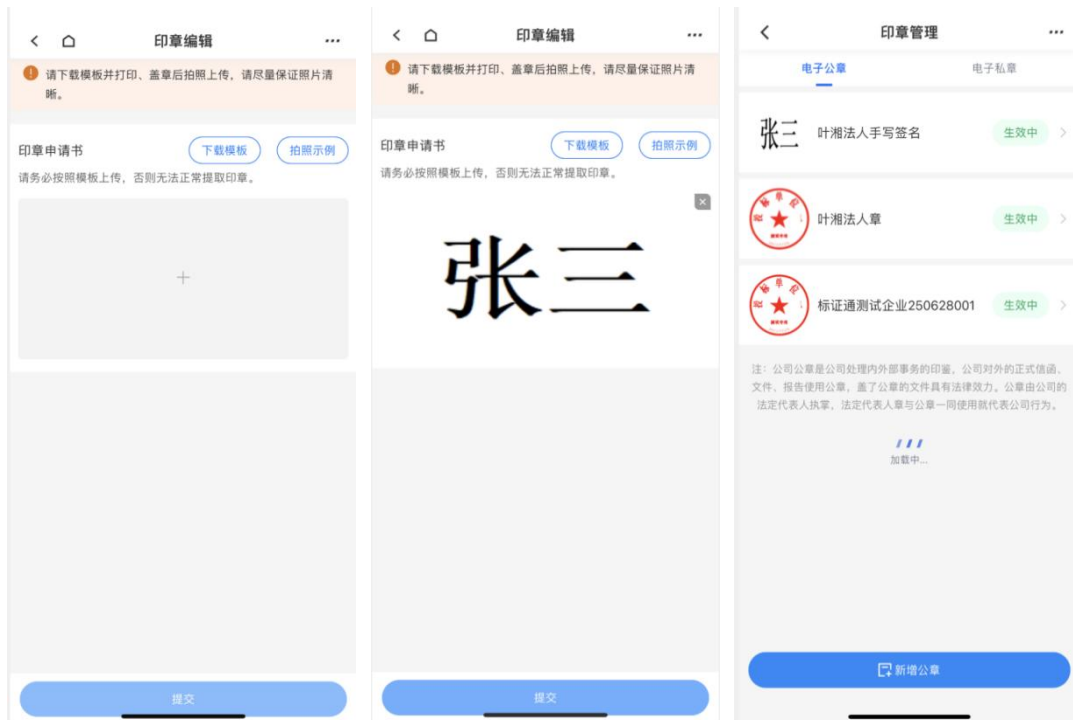 印章编辑
请下载模板并打印、盖章后拍照上传，请尽量保证照片清
晰。
印章申请书
下载模板
拍照示例
请务必按照模板上传，否则无法正常提取印章。
提交
印章编辑
请下载模板并打印、盖章后拍照上传，请尽量保证照片清
晰。
印章申请书
下载模板
拍照示例
请务必按照模板上传，否则无法正常提取印章。
张三
提交
印章管理
电子公章
电子私章
张三
叶湘法人手写签名
生效中
叶湘法人章
生效中
标证通测试企业250628001
生效中
注：公司公章是公司处理内外部事务的印鉴，公司对外的正式信函、
文件、报告使用公章，盖了公章的文件具有法律效力。公章由公司的
法定代表人执掌，法定代表人章与公章一同使用就代表公司行为。
加载中...
新增公章